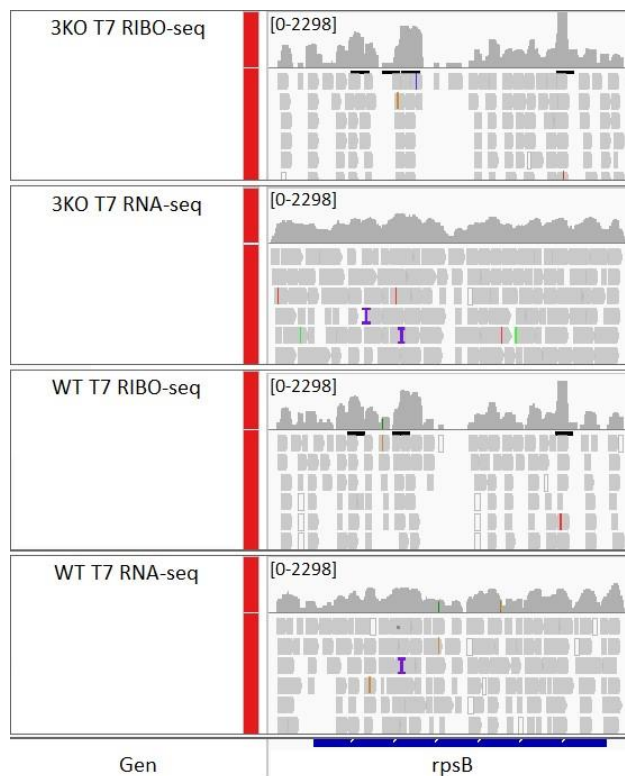 3KO T7 RIBO-seq
[0-2298]
3KO T7 RNA-seq
[0-2298]
WT T7 RIBO-seq
[0-2298]
WT T7 RNA-seq
[0-2298]
Gen
rpsB